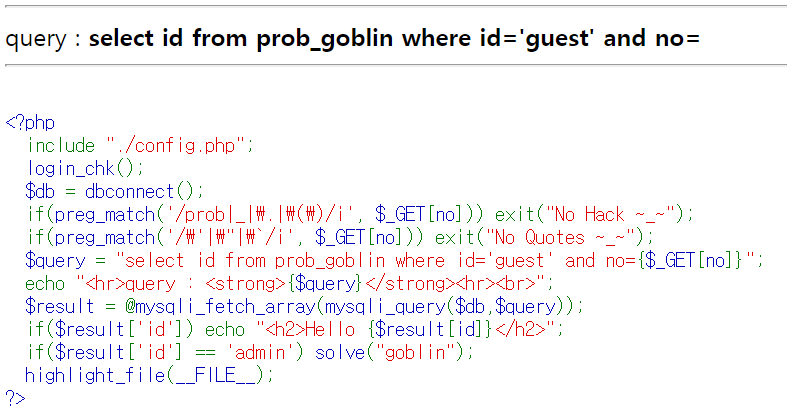 query : select id from prob_goblin where id='guest' and no=
<?php
  include "./config.php";
  login_chk();
  $db = dbconnect();
  if(preg_match('/prob|_|₩.|₩(₩)/i', $_GET[no])) exit("No Hack ~_~");
  if(preg_match('/₩'|₩"|₩`/i', $_GET[no])) exit("No Quotes ~_~");
  $query = "select id from prob_goblin where id='guest' and no={$_GET[no]}";
  echo "<hr>query : <strong>{$query}</strong><hr><br>";
  $result = @mysqli_fetch_array(mysqli_query($db,$query));
  if($result['id']) echo "<h2>Hello {$result[id]}</h2>";
  if($result['id'] == 'admin') solve("goblin");
  highlight_file(__FILE__);
?>